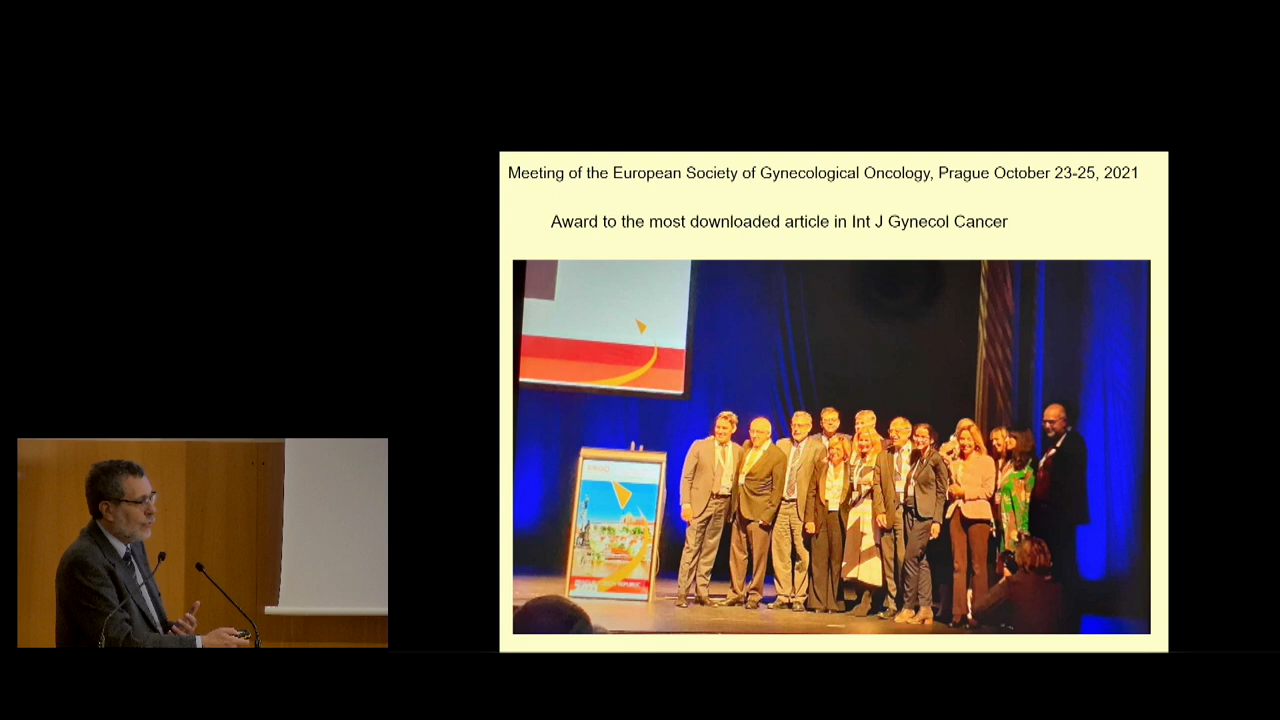 Meeting of the European Society of Gynecological Oncology, Prague October 23-25, 2021
Award to the most downloaded article in Int J Gynecol Cancer